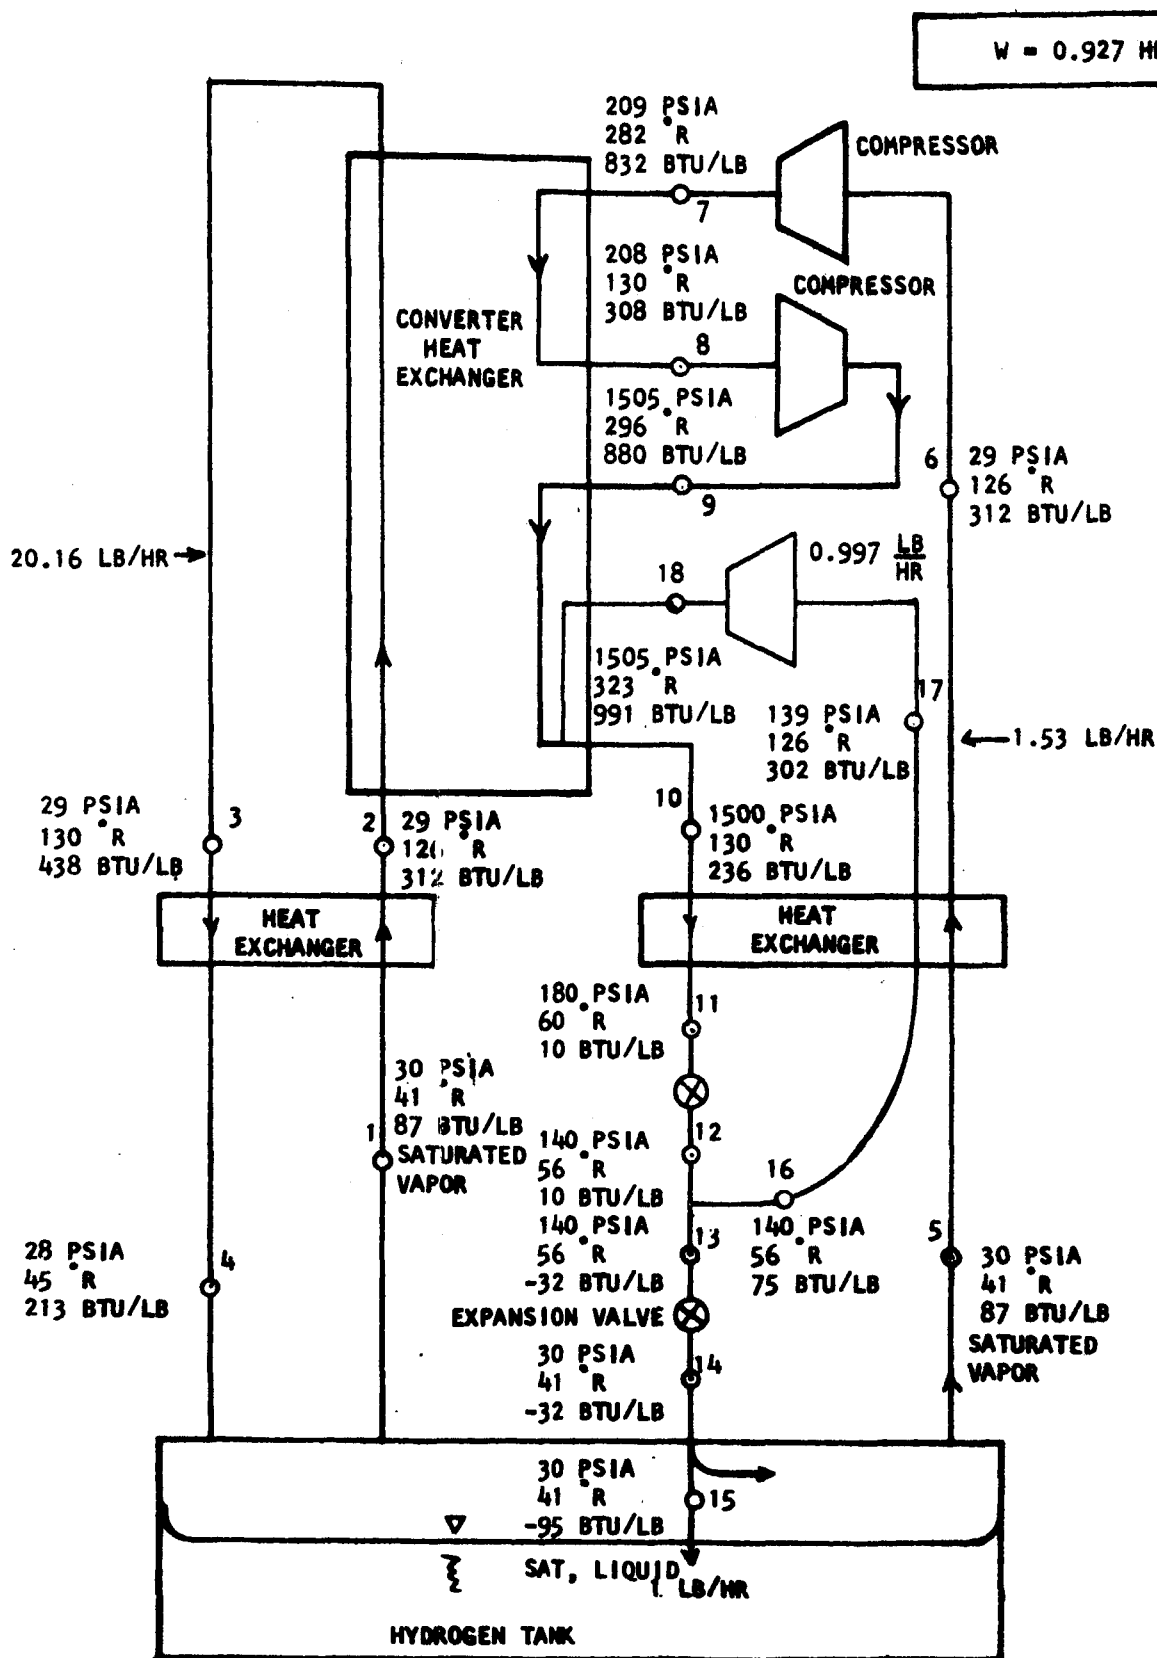 W = 0.927 H
209 PSIA
282 °R
832 BTU/LB
COMPRESSOR
7
208 PSIA
130 °R
308 BTU/LB
COMPRESSOR
8
CONVERTER
HEAT
EXCHANGER
1505 PSIA
296 °R
880 BTU/LB
9
6
29 PSIA
126 °R
312 BTU/LB
20.16 LB/HR
18
0.997 LB
HR
1505 PSIA
323 °R
991 BTU/LB
17
139 PSIA
126 °R
302 BTU/LB
1.53 LB/HR
29 PSIA
130 °R
438 BTU/LB
3
2
29 PSIA
126 °R
312 BTU/LB
10
1500 PSIA
130 °R
236 BTU/LB
HEAT
EXCHANGER
HEAT
EXCHANGER
180 PSIA
60 °R
10 BTU/LB
11
30 PSIA
41 °R
87 BTU/LB
SATURATED
VAPOR
1
140 PSIA
56 °R
10 BTU/LB
12
16
140 PSIA
56 °R
-32 BTU/LB
13
140 PSIA
56 °R
75 BTU/LB
5
30 PSIA
41 °R
87 BTU/LB
SATURATED
VAPOR
28 PSIA
45 °R
213 BTU/LB
4
EXPANSION VALVE
30 PSIA
41 °R
-32 BTU/LB
14
30 PSIA
41 °R
-95 BTU/LB
15
SAT, LIQUID
1 LB/HR
HYDROGEN TANK